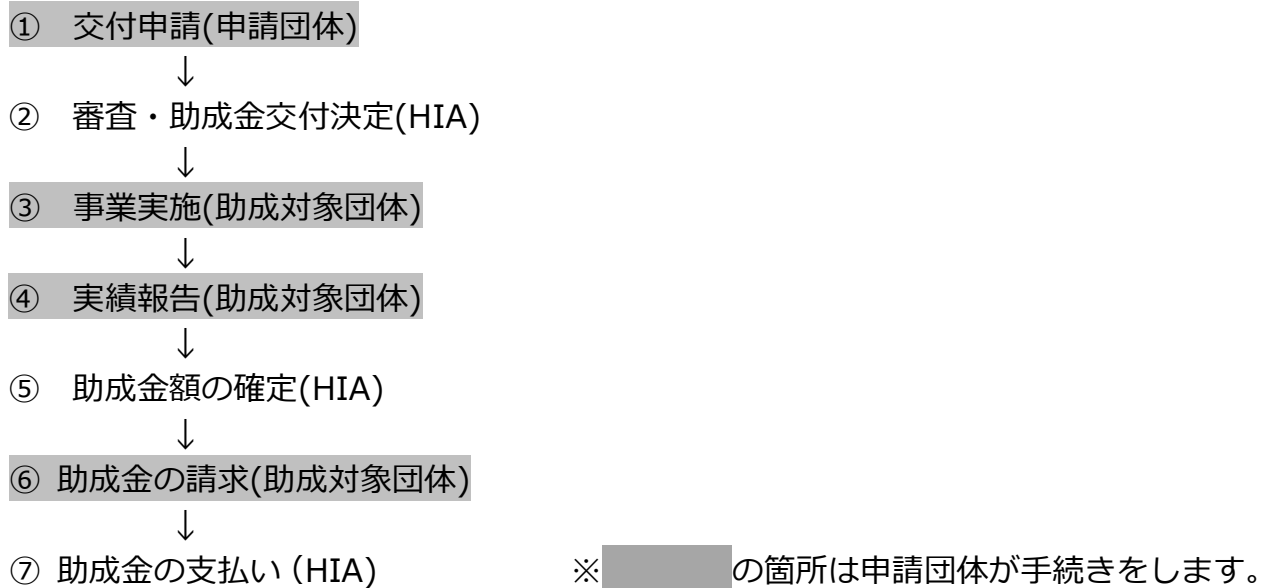 ①　交付申請(申請団体)
↓
②　審査・助成金交付決定(HIA)
↓
③　事業実施(助成対象団体)
↓
④　実績報告(助成対象団体)
↓
⑤　助成金額の確定(HIA)
↓
⑥ 助成金の請求(助成対象団体)
↓
⑦ 助成金の支払い（HIA)　　　※　　　の箇所は申請団体が手続きをします。